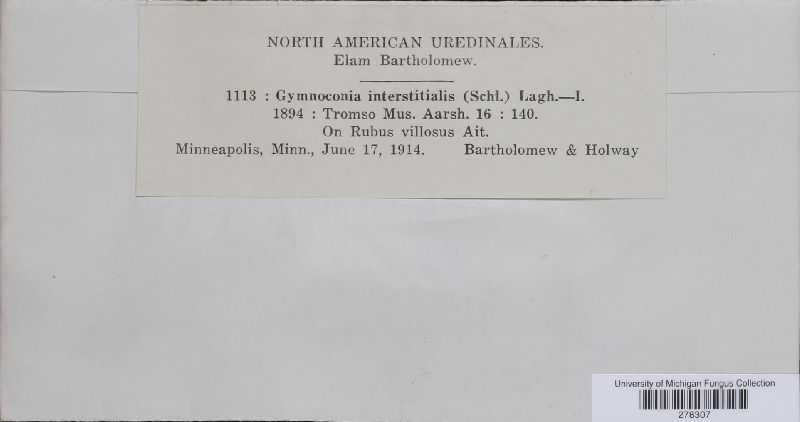 NORTH AMERICAN UREDINALES.
Elam Bartholomew.
1113 : Gymnoconia interstitialis (Schl.) Lagh.—I.
1894 : Tromso Mus. Aarsh. 16 : 140.
On Rubus villosus Ait.
Minneapolis, Minn., June 17, 1914. Bartholomew & Holway
University of Michigan Fungus Collection
278307